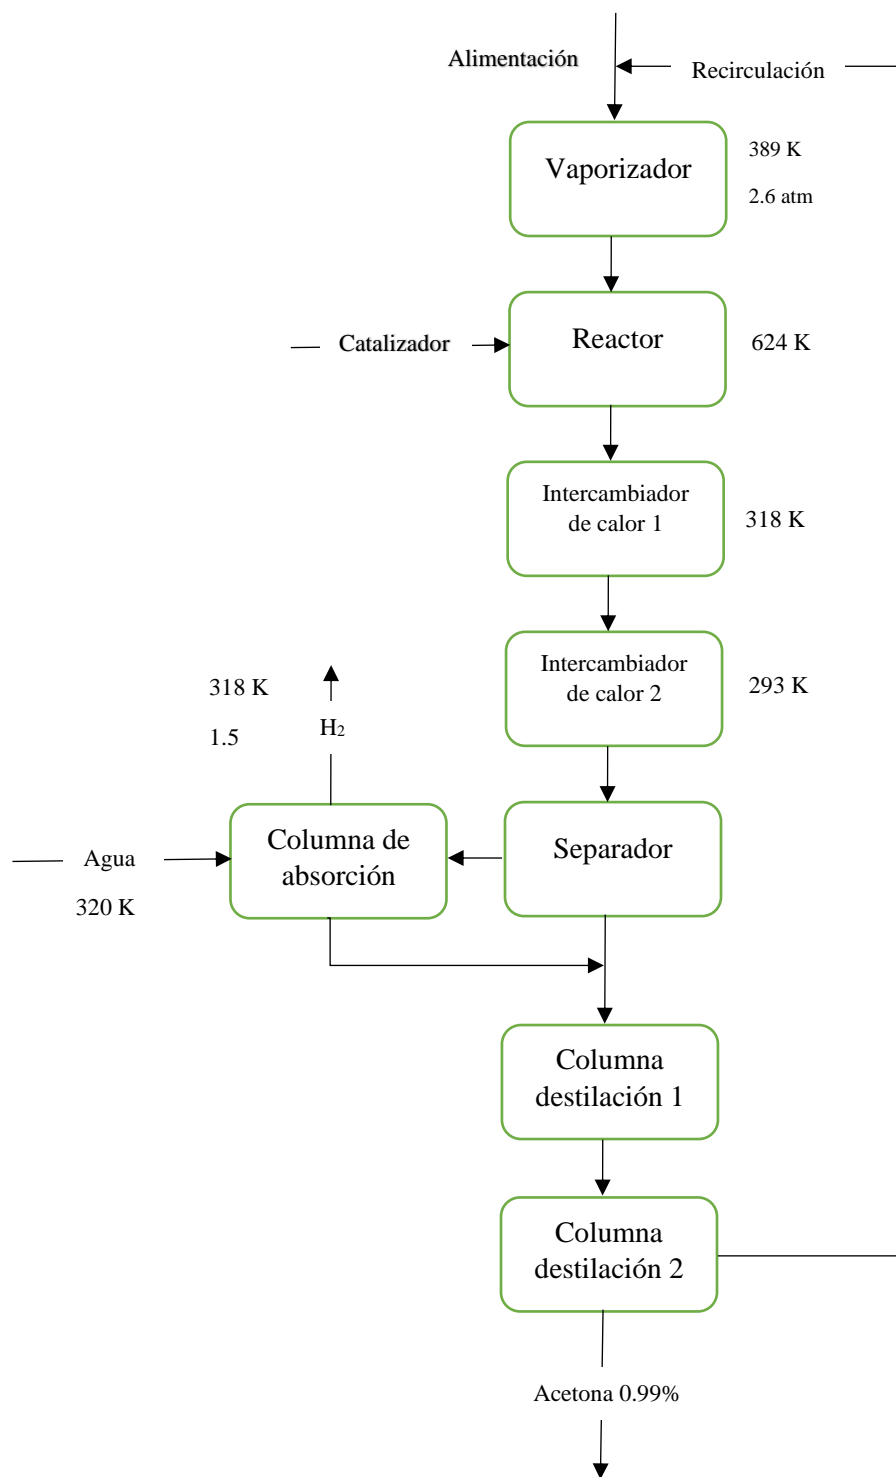 Alimentación
Recirculación
Vaporizador
389 K
2.6 atm
Catalizador
Reactor
624 K
Intercambiador
de calor 1
318 K
Intercambiador
de calor 2
293 K
318 K
1.5
H₂
Agua
320 K
Columna de
absorción
Separador
Columna
destilación 1
Columna
destilación 2
Acetona 0.99%